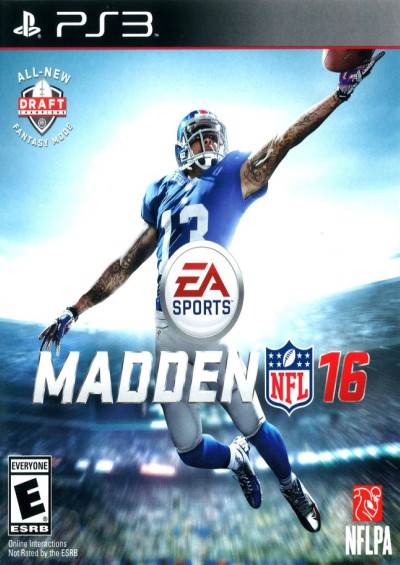 PS3
ALL-NEW
DRAFT
CHAMPIONS
FANTASY MODE
13
EA
SPORTS
MADDEN NFL 16
EVERYONE
E
ESRB
Online Interactions
Not Rated by the ESRB
NFLPA